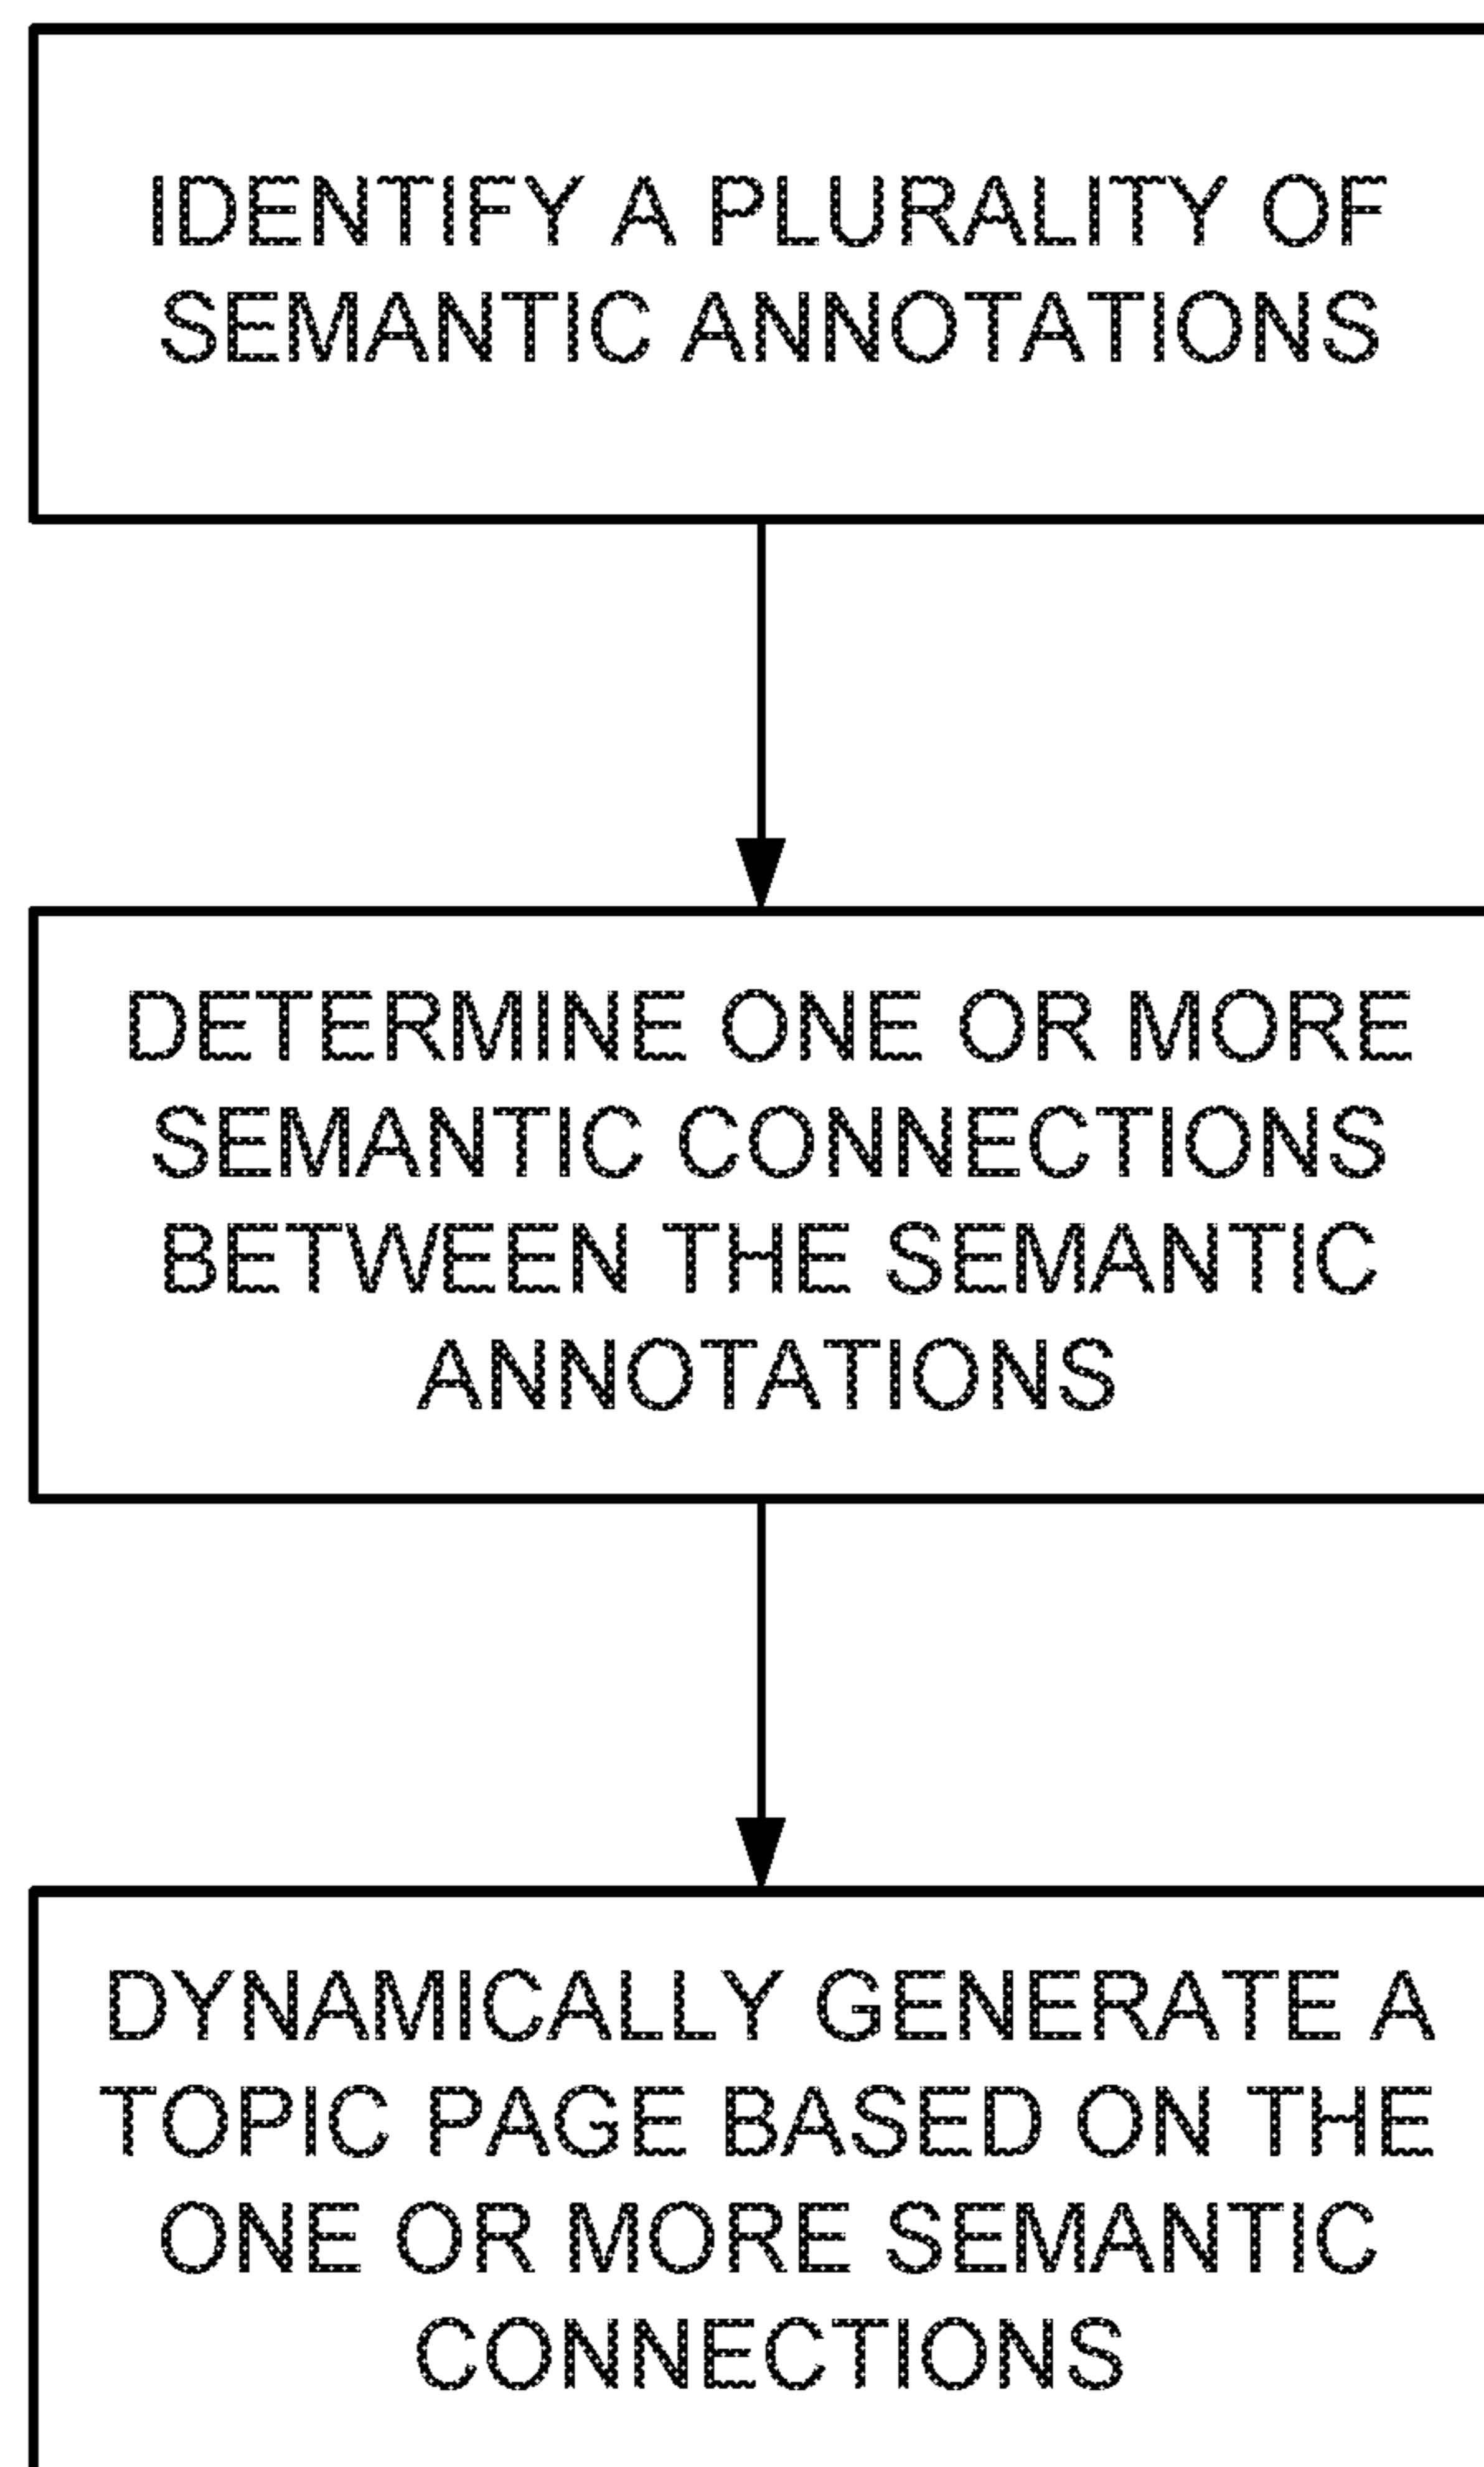 IDENTIFY A PLURALITY OF
SEMANTIC ANNOTATIONS
DETERMINE ONE OR MORE
SEMANTIC CONNECTIONS
BETWEEN THE SEMANTIC
ANNOTATIONS
DYNAMICALLY GENERATE A
TOPIC PAGE BASED ON THE
ONE OR MORE SEMANTIC
CONNECTIONS